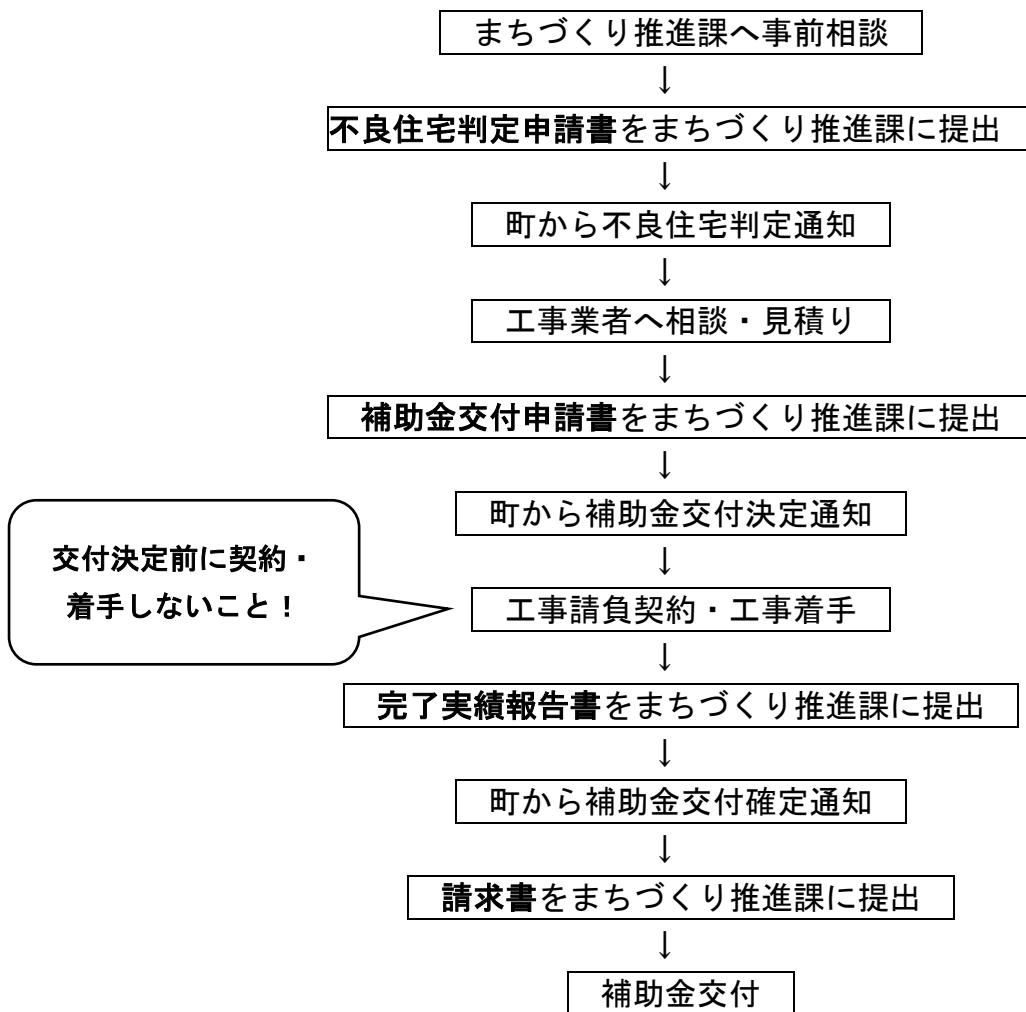 まちづくり推進課へ事前相談
↓
不良住宅判定申請書をまちづくり推進課に提出
↓
町から不良住宅判定通知
↓
工事業者へ相談・見積り
↓
補助金交付申請書をまちづくり推進課に提出
↓
町から補助金交付決定通知
↓
交付決定前に契約・
着手しないこと！
工事請負契約・工事着手
↓
完了実績報告書をまちづくり推進課に提出
↓
町から補助金交付確定通知
↓
請求書をまちづくり推進課に提出
↓
補助金交付